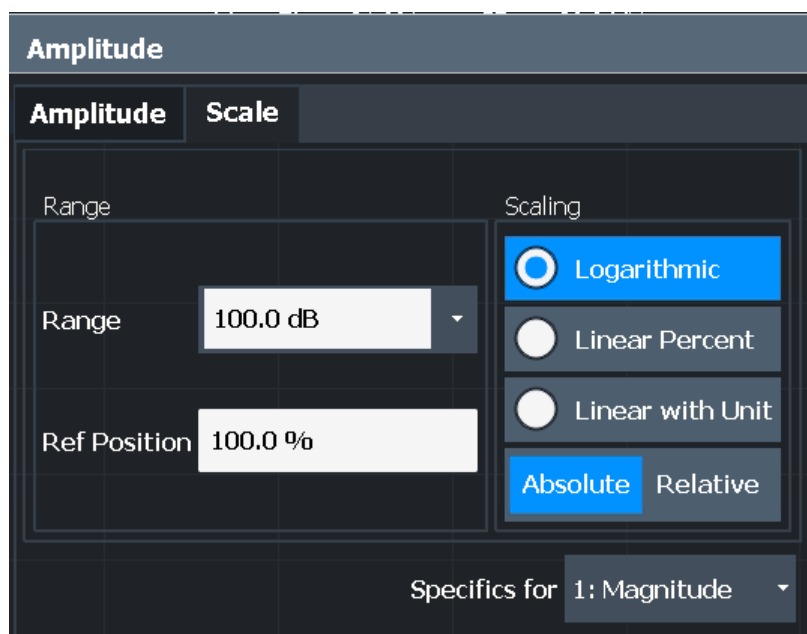 Amplitude
Amplitude Scale
Range
Scaling
Logarithmic
Range 100.0 dB
Linear Percent
Linear with Unit
Ref Position 100.0 %
Absolute Relative
Specifics for 1: Magnitude